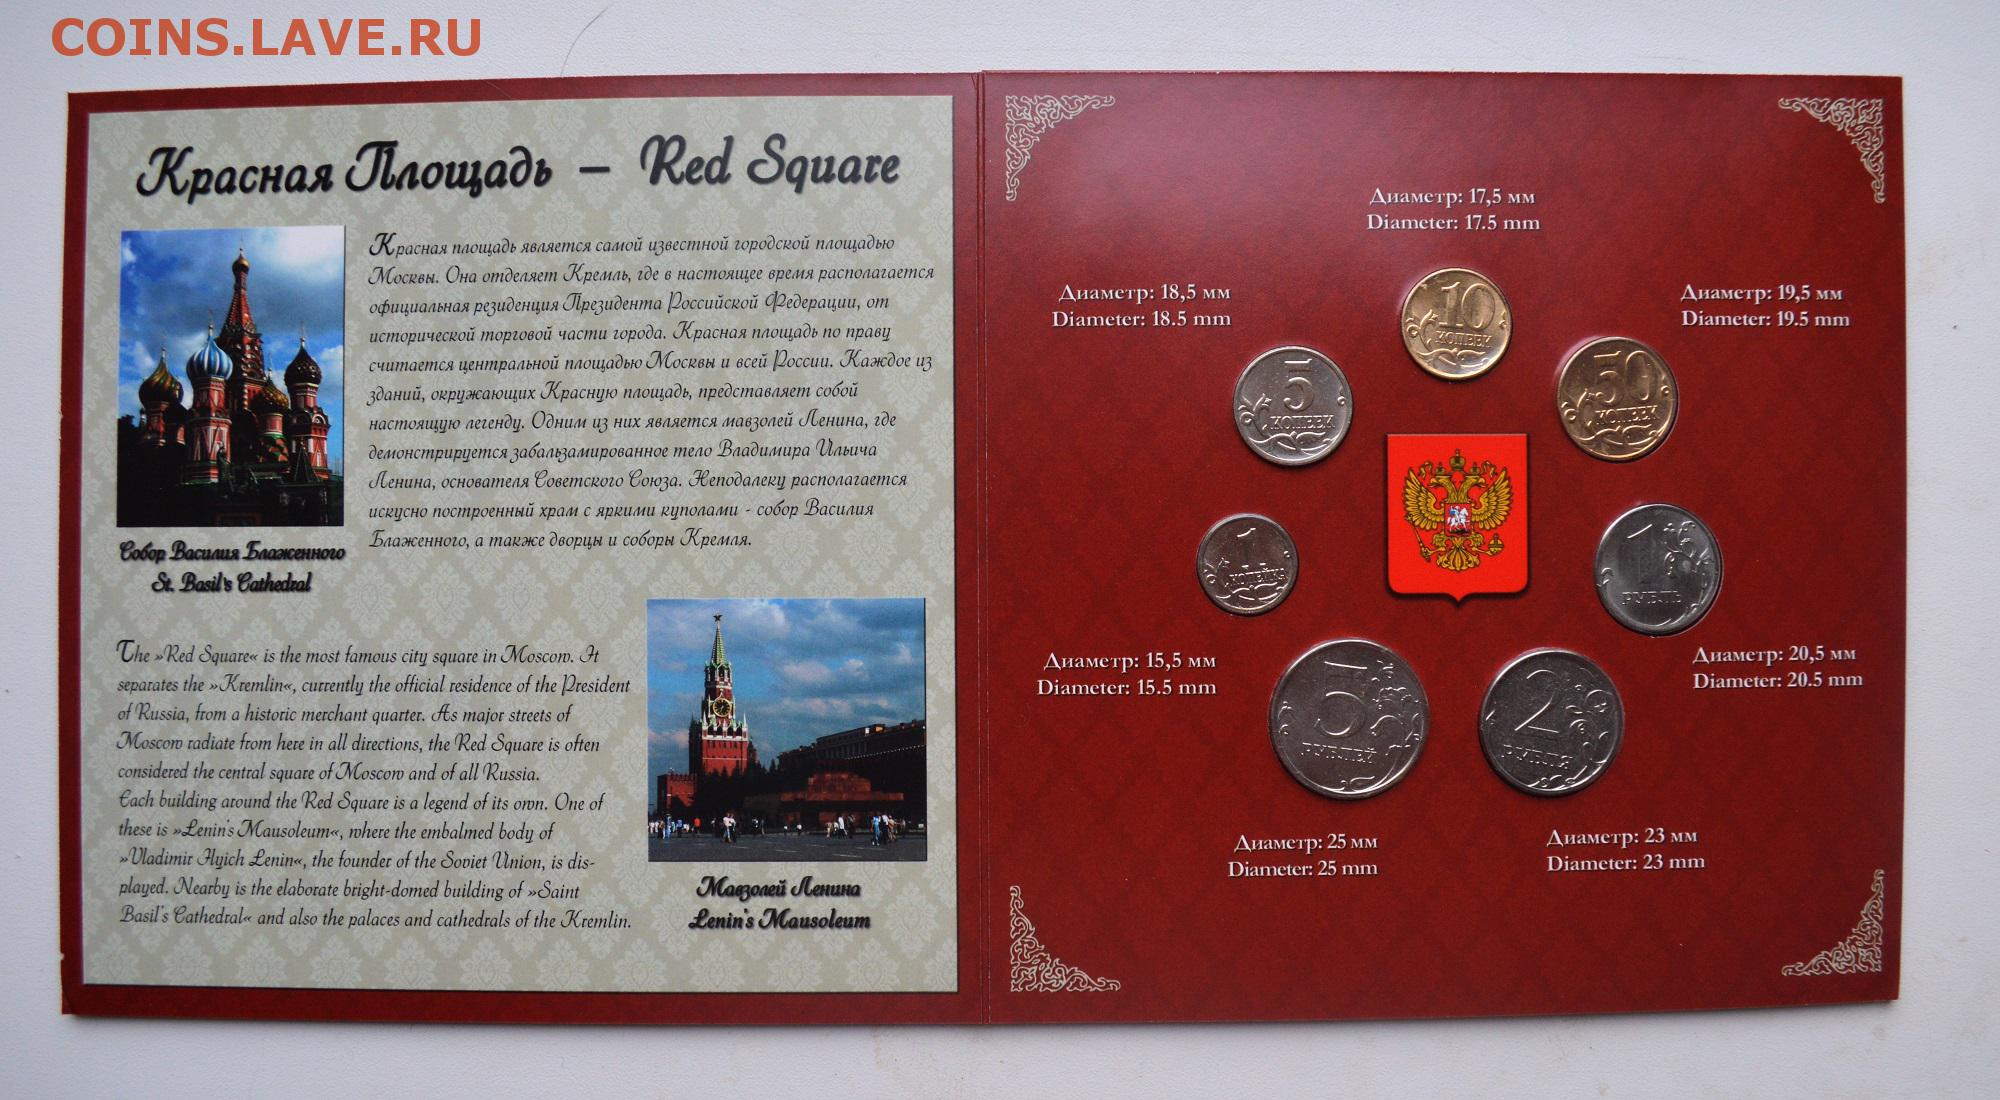 COINS.LAVE.RU
Красная Площадь – Red Square
Красная площадь является самой известной городской площадью
Москвы. Она отделяет Кремль, где в настоящее время располагается
официальная резиденция Президента Российской Федерации, от
исторической торговой части города. Красная площадь по праву
считается центральной площадью Москвы и всей России. Каждое из
зданий, окружающих Красную площадь, представляет собой
настоящую легенду. Одним из них является мавзолей Ленина, где
демонстрируется забальзамированное тело Владимира Ильича
Ленина, основателя Советского Союза. Неподалеку располагается
искусно построенный храм с яркими куполами - собор Василия
Блаженного, а также дворцы и соборы Кремля.
Собор Василия Блаженного
St. Basil's Cathedral
The »Red Square« is the most famous city square in Moscow. It
separates the »Kremlin«, currently the official residence of the President
of Russia, from a historic merchant quarter. As major streets of
Moscow radiate from here in all directions, the Red Square is often
considered the central square of Moscow and of all Russia.
Each building around the Red Square is a legend of its own. One of
these is »Lenin's Mausoleum«, where the embalmed body of
»Vladimir Ilyich Lenin«, the founder of the Soviet Union, is dis-
played. Nearby is the elaborate bright-domed building of »Saint
Basil's Cathedral« and also the palaces and cathedrals of the Kremlin.
Мавзолей Ленина
Lenin's Mausoleum
Диаметр: 17,5 мм
Diameter: 17.5 mm
Диаметр: 18,5 мм
Diameter: 18.5 mm
Диаметр: 19,5 мм
Diameter: 19.5 mm
10
КОПЕЕК
5
КОПЕЕК
50
КОПЕЕК
1
КОПЕЙКА
1
РУБЛЬ
Диаметр: 15,5 мм
Diameter: 15.5 mm
Диаметр: 20,5 мм
Diameter: 20.5 mm
5
РУБЛЕЙ
2
РУБЛЯ
Диаметр: 25 мм
Diameter: 25 mm
Диаметр: 23 мм
Diameter: 23 mm